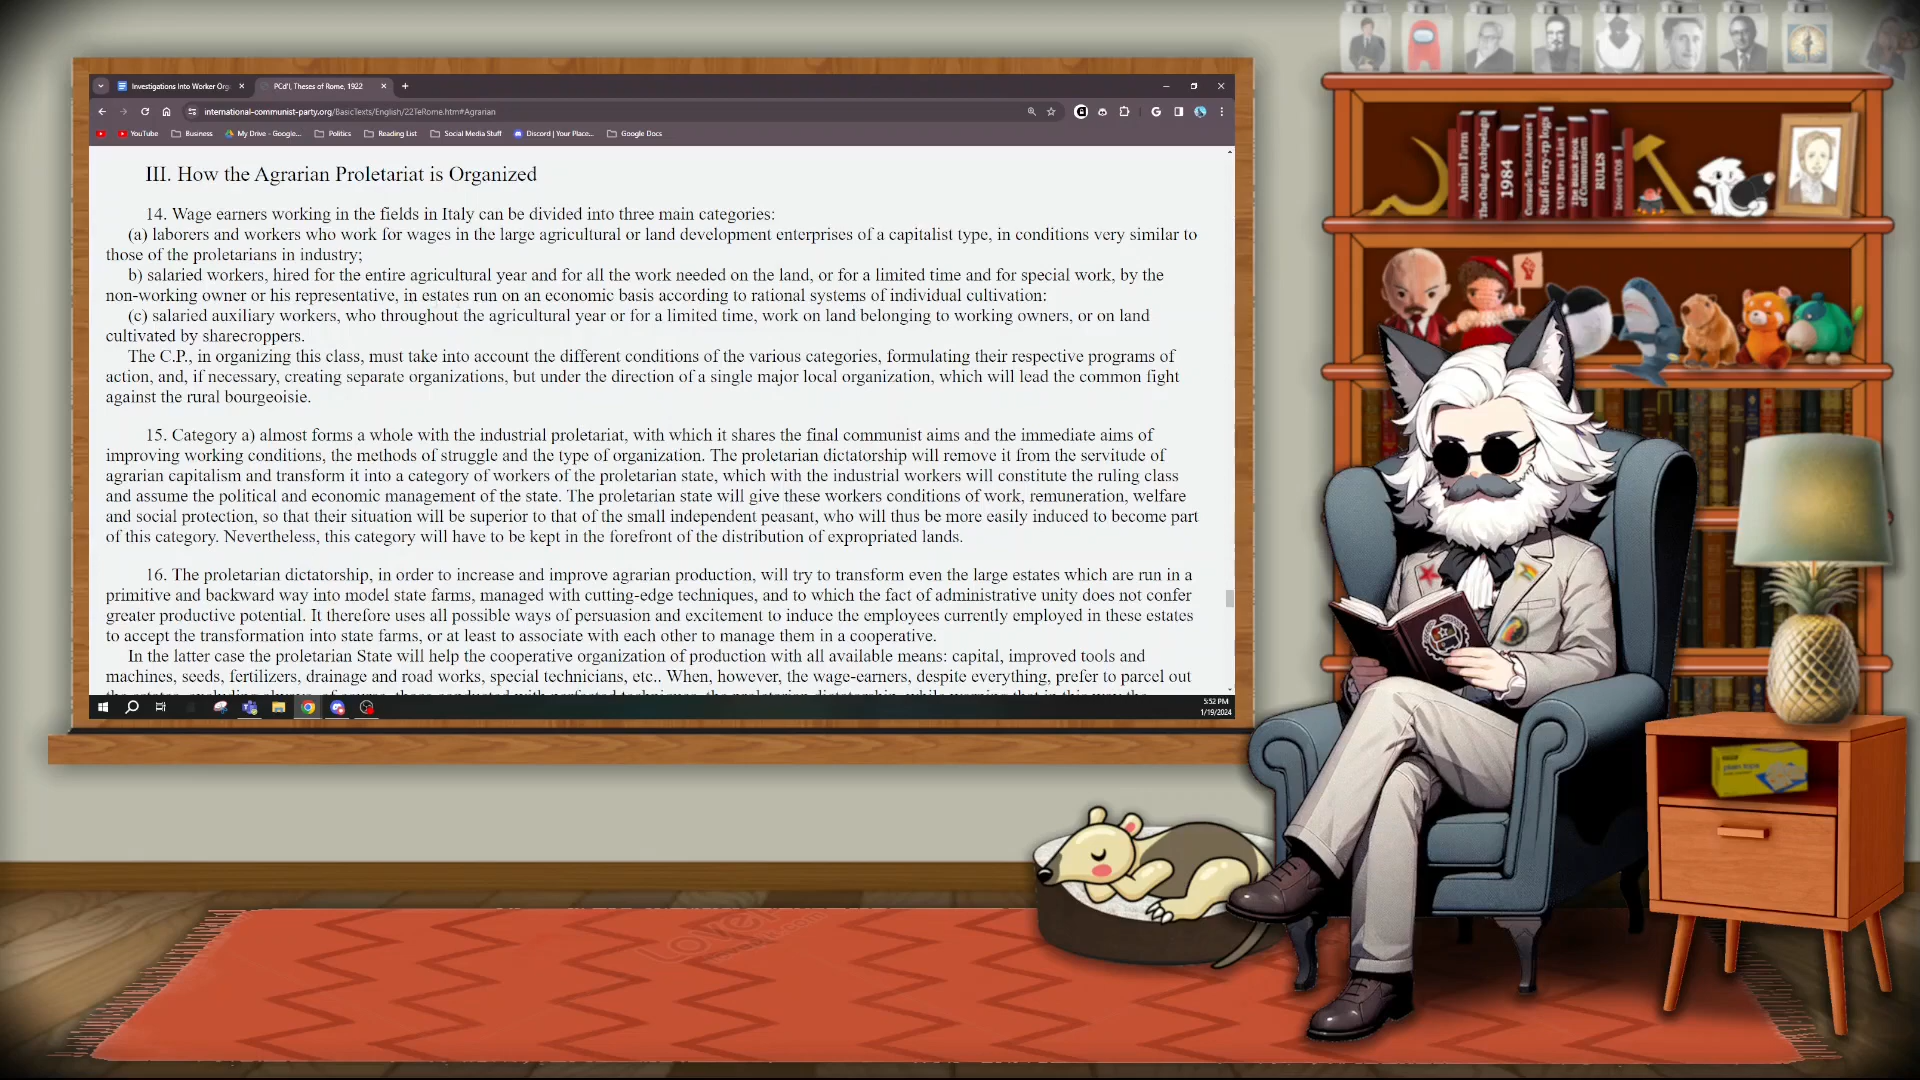 Investigations Into Worker Org
PCd'I, Theses of Rome, 1922
international-communist-party.org/BasicTexts/English/22TeRome.htm#Agrarian
YouTube
Business
My Drive - Google...
Politics
Reading List
Social Media Stuff
Discord | Your Place...
Google Docs
III. How the Agrarian Proletariat is Organized
14. Wage earners working in the fields in Italy can be divided into three main categories:
(a) laborers and workers who work for wages in the large agricultural or land development enterprises of a capitalist type, in conditions very similar to
those of the proletarians in industry;
b) salaried workers, hired for the entire agricultural year and for all the work needed on the land, or for a limited time and for special work, by the
non-working owner or his representative, in estates run on an economic basis according to rational systems of individual cultivation:
(c) salaried auxiliary workers, who throughout the agricultural year or for a limited time, work on land belonging to working owners, or on land
cultivated by sharecroppers.
The C.P., in organizing this class, must take into account the different conditions of the various categories, formulating their respective programs of
action, and, if necessary, creating separate organizations, but under the direction of a single major local organization, which will lead the common fight
against the rural bourgeoisie.
15. Category a) almost forms a whole with the industrial proletariat, with which it shares the final communist aims and the immediate aims of
improving working conditions, the methods of struggle and the type of organization. The proletarian dictatorship will remove it from the servitude of
agrarian capitalism and transform it into a category of workers of the proletarian state, which with the industrial workers will constitute the ruling class
and assume the political and economic management of the state. The proletarian state will give these workers conditions of work, remuneration, welfare
and social protection, so that their situation will be superior to that of the small independent peasant, who will thus be more easily induced to become part
of this category. Nevertheless, this category will have to be kept in the forefront of the distribution of expropriated lands.
16. The proletarian dictatorship, in order to increase and improve agrarian production, will try to transform even the large estates which are run in a
primitive and backward way into model state farms, managed with cutting-edge techniques, and to which the fact of administrative unity does not confer
greater productive potential. It therefore uses all possible ways of persuasion and excitement to induce the employees currently employed in these estates
to accept the transformation into state farms, or at least to associate with each other to manage them in a cooperative.
In the latter case the proletarian State will help the cooperative organization of production with all available means: capital, improved tools and
machines, seeds, fertilizers, drainage and road works, special technicians, etc.. When, however, the wage-earners, despite everything, prefer to parcel out
5:52 PM
1/19/2024
Animal Farm
The Gulag Archipelago
1984
Staff-furry-rp logs
UMP Ban List
The Black Book of Communism
RULES
Discord TOS